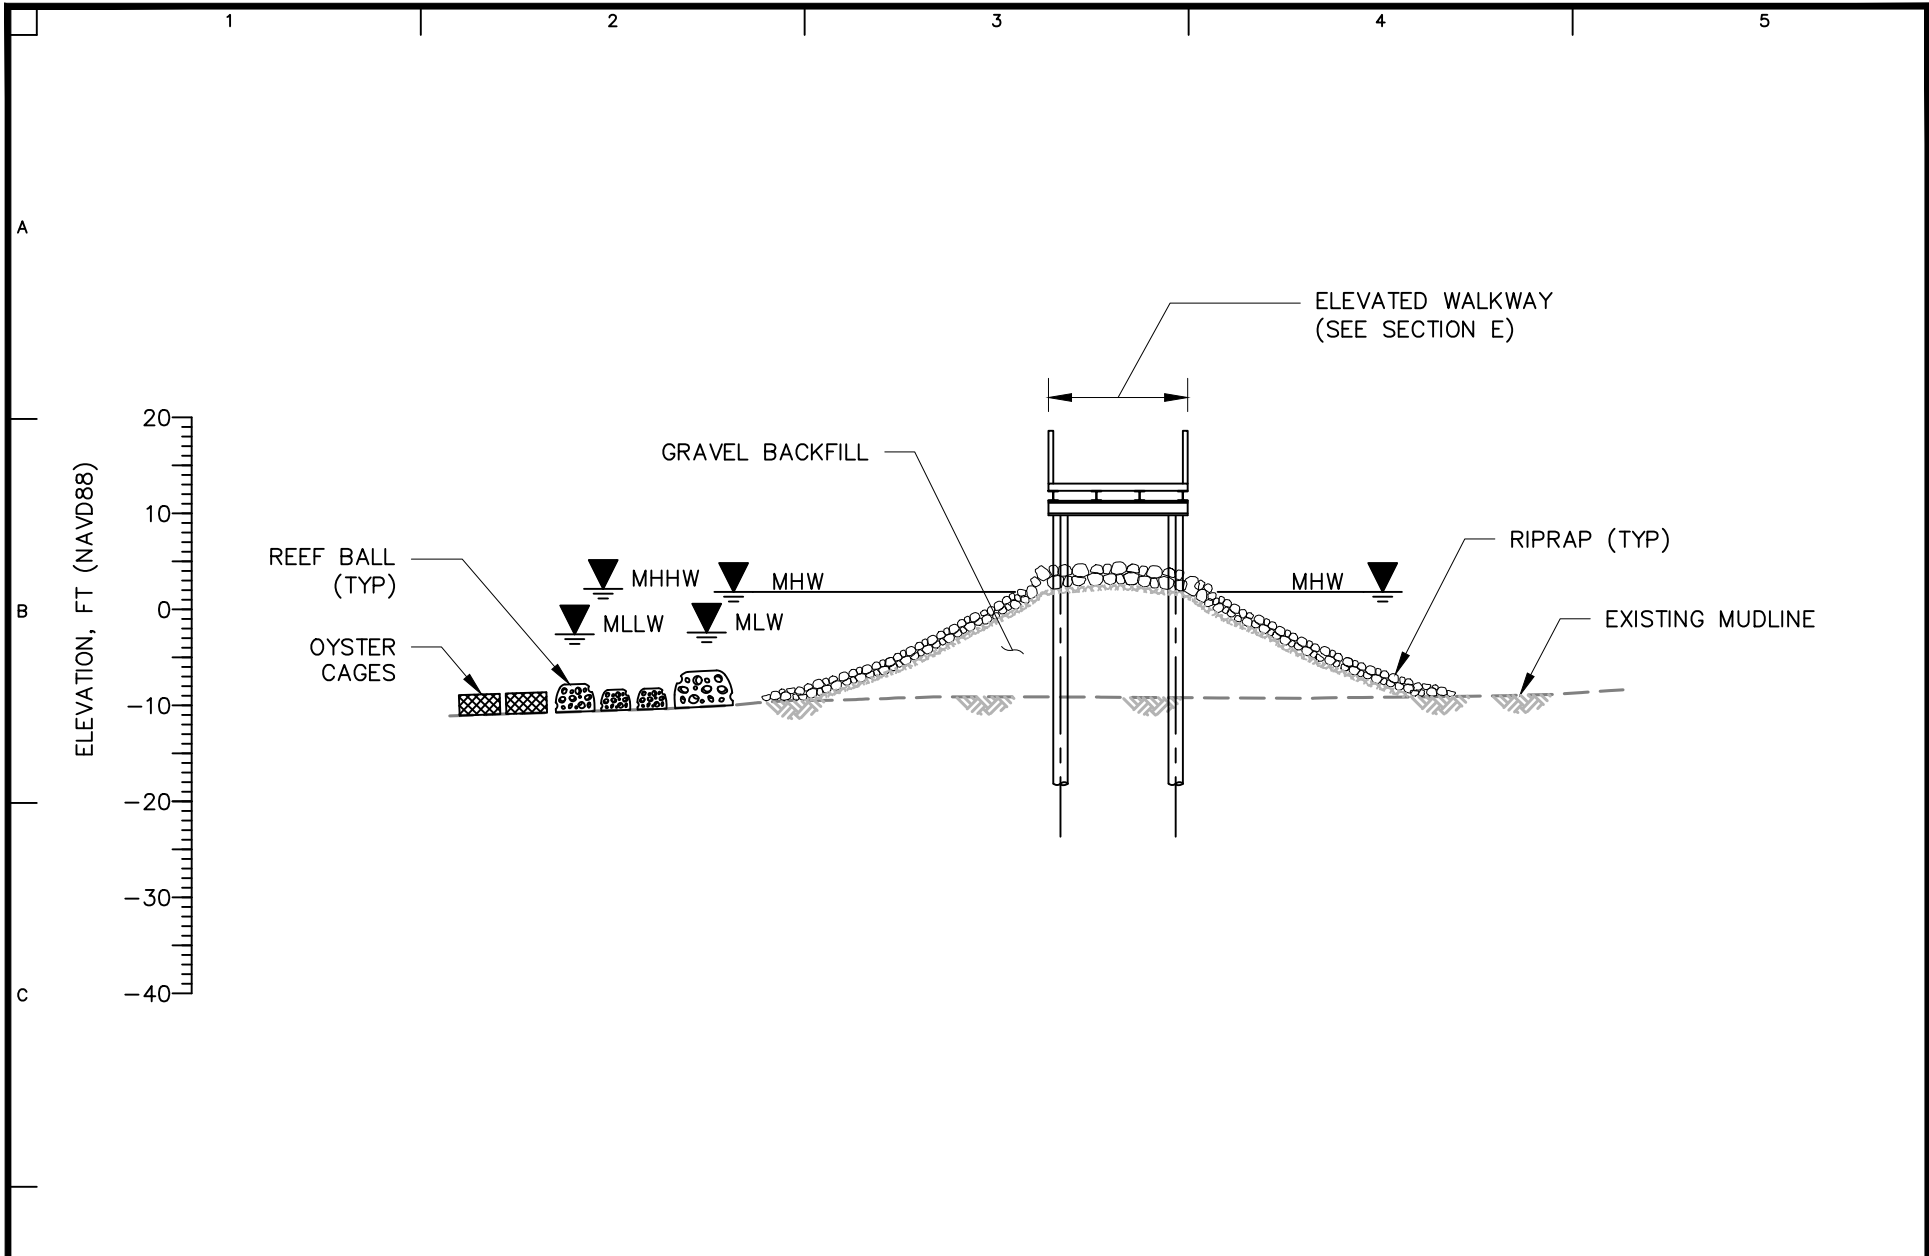 1 2 3 4 5
A
ELEVATED WALKWAY
(SEE SECTION E)
20
GRAVEL BACKFILL
ELEVATION, FT (NAVD88)
10
RIPRAP (TYP)
REEF BALL
(TYP)
MHHW
MHW
MHW
B
0
MLLW
MLW
EXISTING MUDLINE
OYSTER
CAGES
-10
-20
-30
C
-40